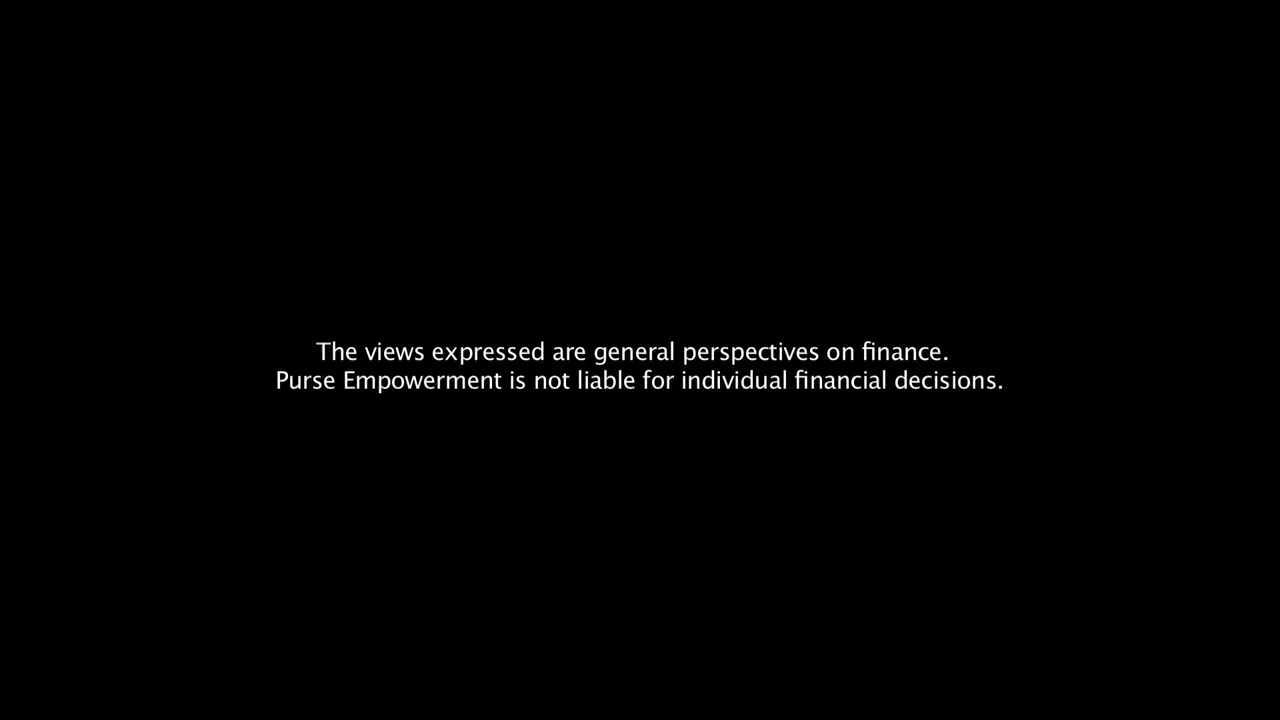 The views expressed are general perspectives on finance.
Purse Empowerment is not liable for individual financial decisions.